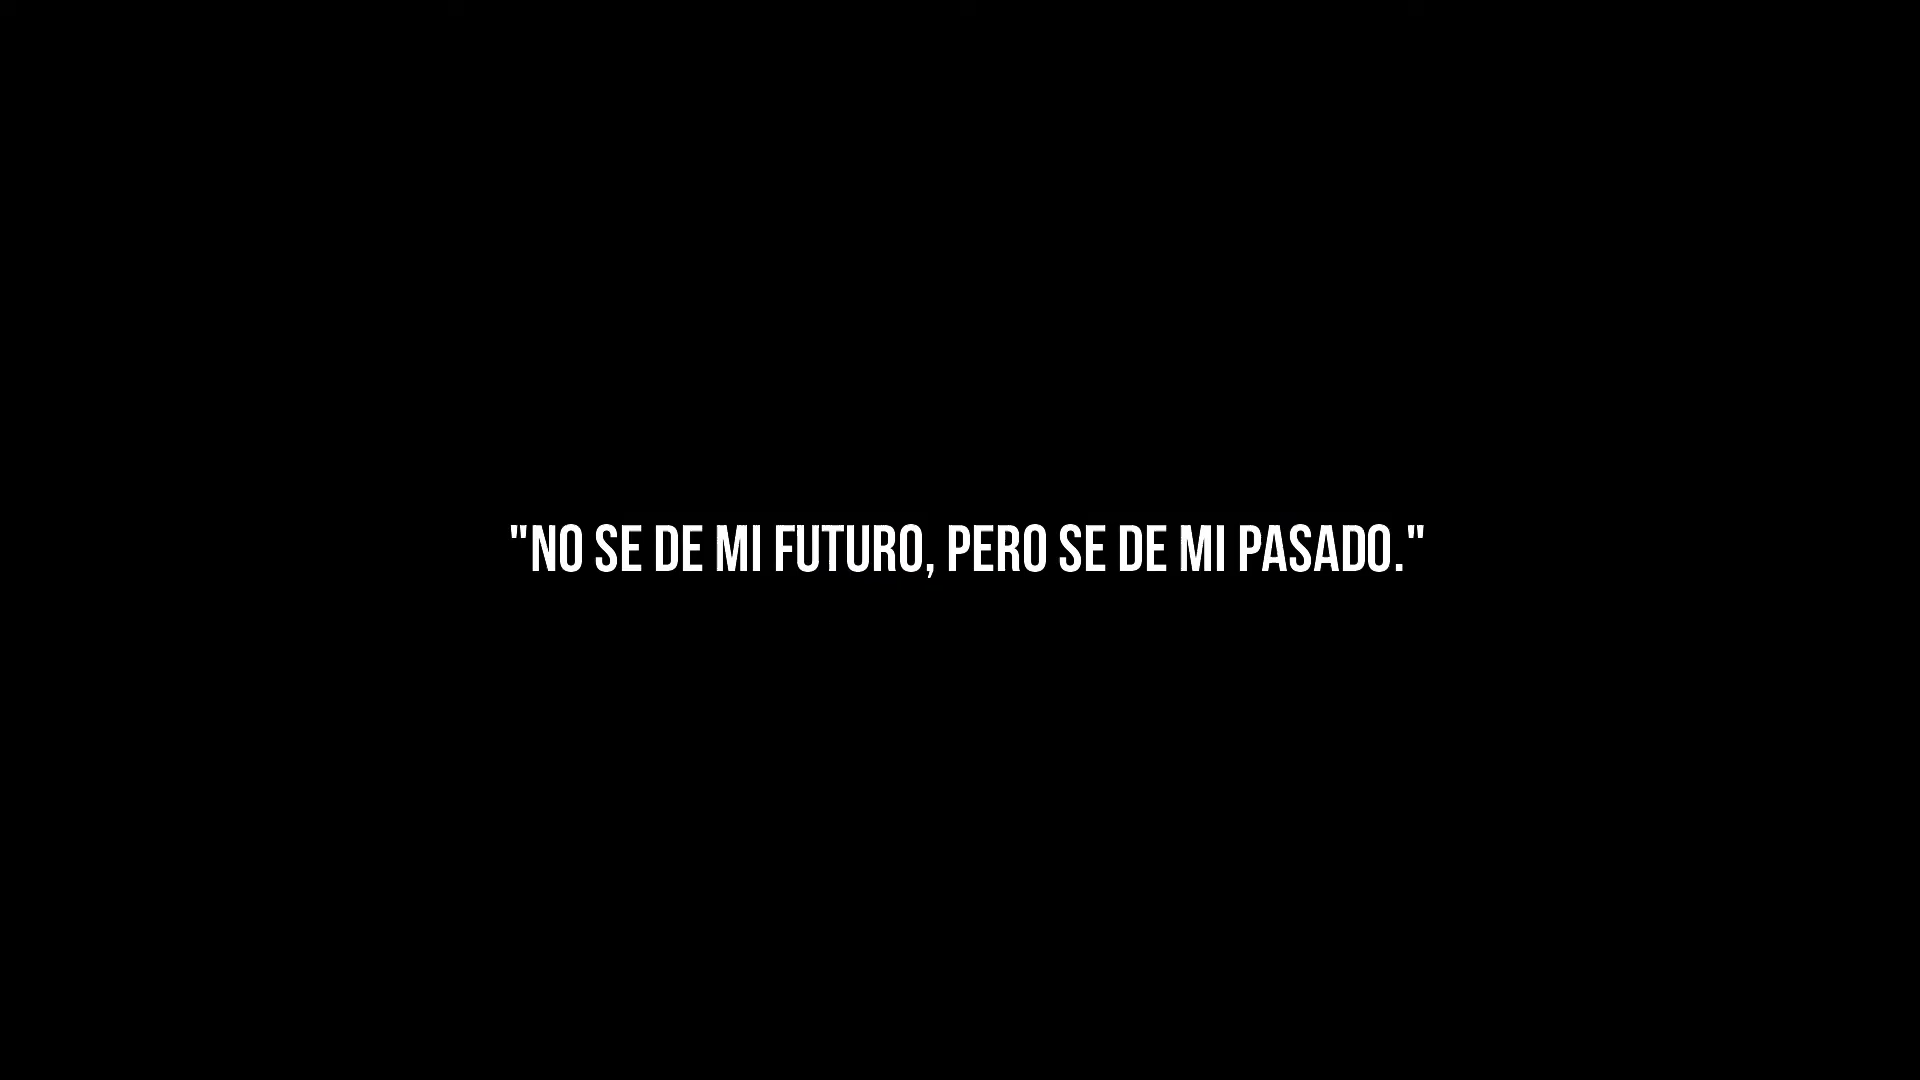 "NO SE DE MI FUTURO, PERO SE DE MI PASADO."